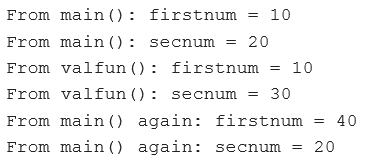 From main(): firstnum = 10
From main(): secnum = 20
From valfun(): firstnum = 10
From valfun(): secnum = 30
From main() again: firstnum = 40
From main() again: secnum = 20